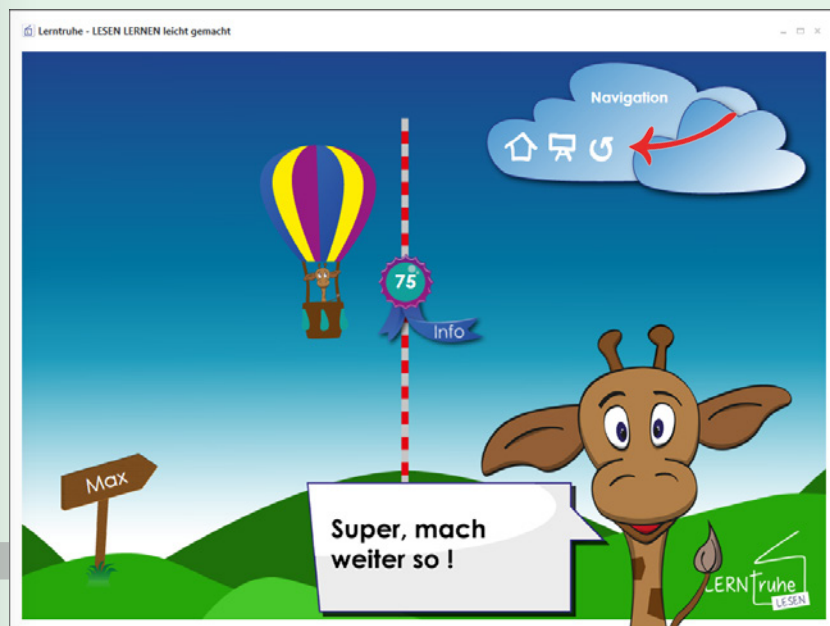 Lerntruhe - LESEN LERNEN leicht gemacht
Navigation
75
Info
Max
Super, mach
weiter so !
LERNtruhe
LESEN